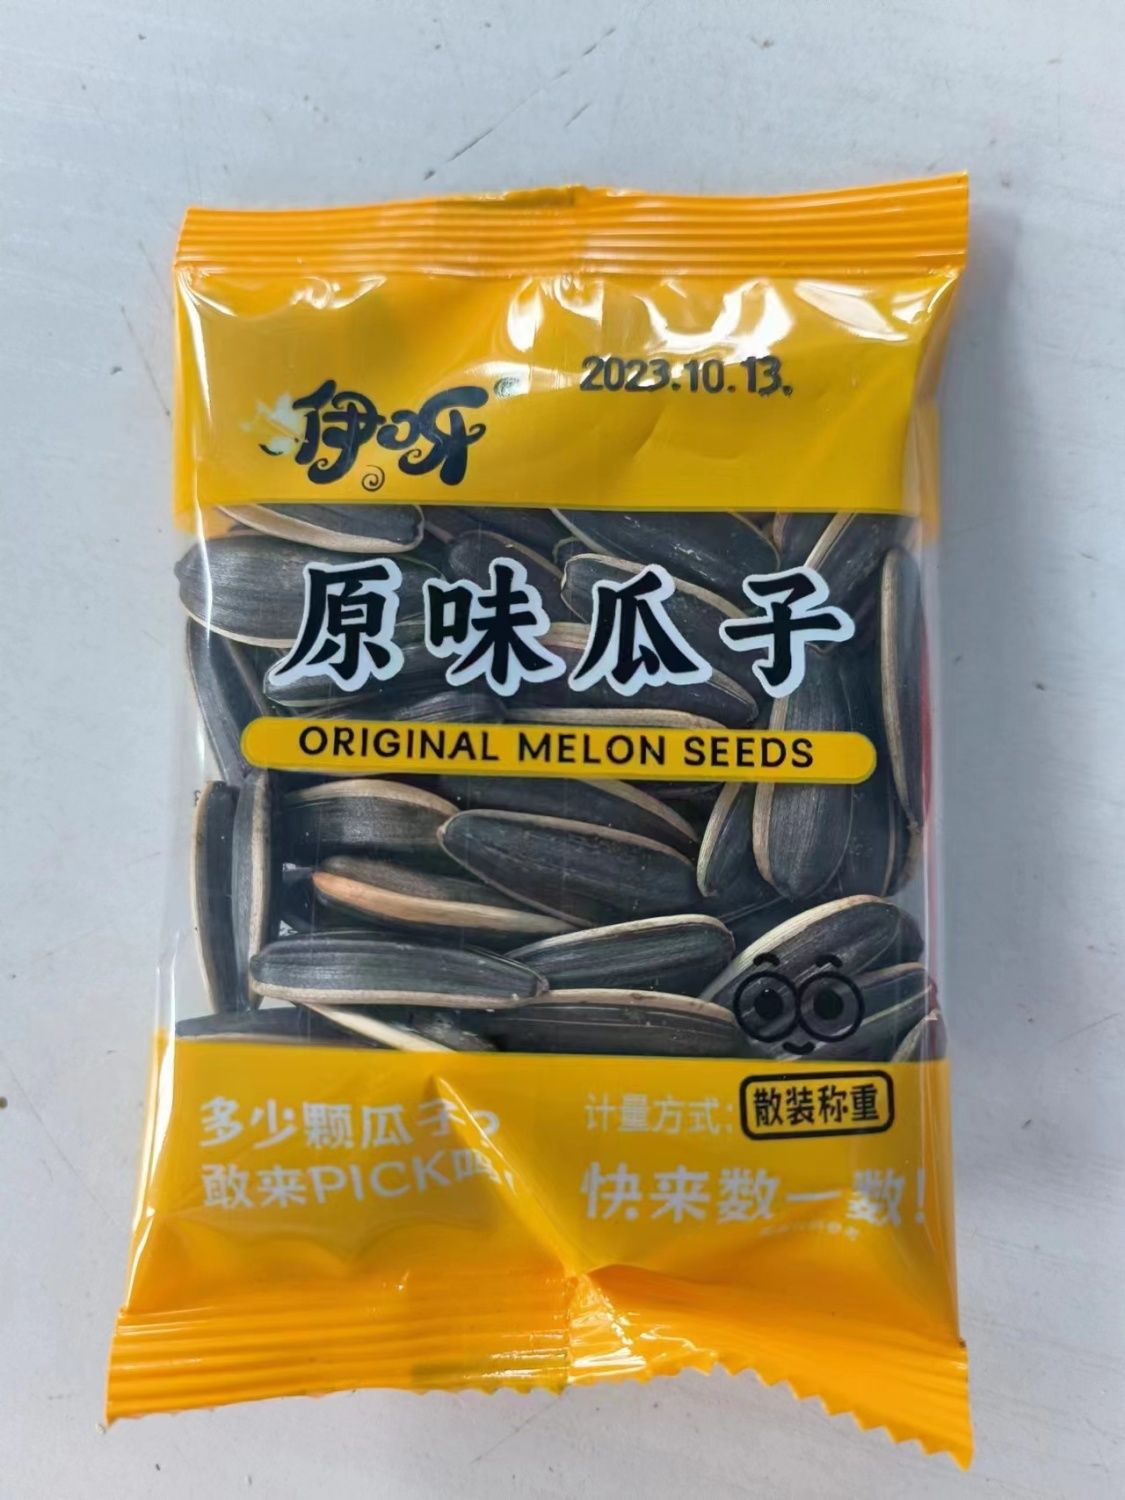 2023.10.13.
伊呀
原味瓜子
ORIGINAL MELON SEEDS
多少颗瓜子?
敢来PICK吗!
计量方式: 散装称重
快来数一数!